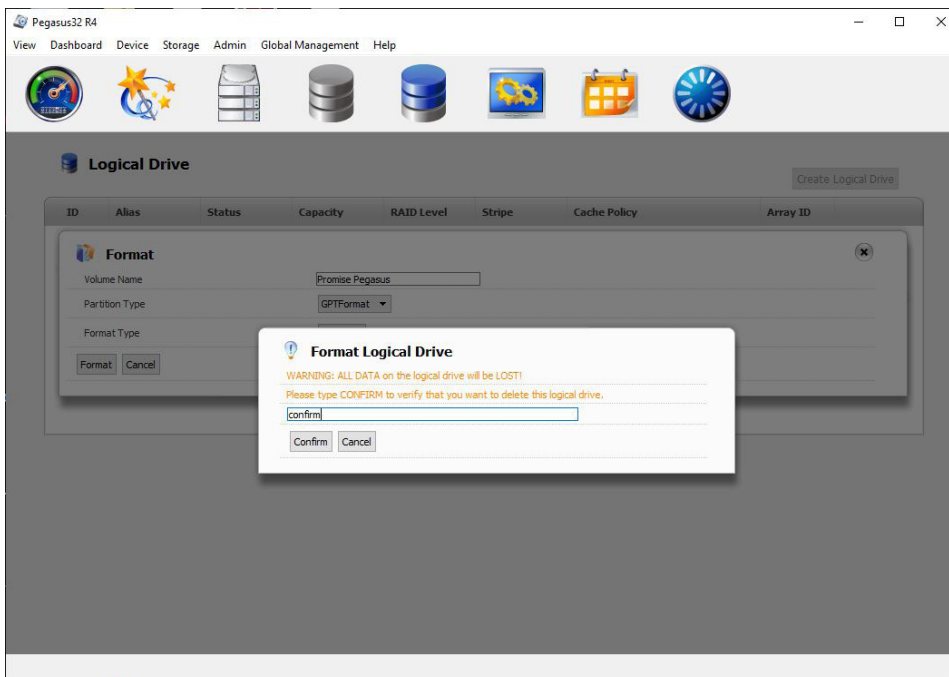 Pegasus32 R4
View Dashboard Device Storage Admin Global Management Help
Logical Drive
Create Logical Drive
ID Alias Status Capacity RAID Level Stripe Cache Policy Array ID
Format
Volume Name Promise Pegasus
Partition Type GPTFormat
Format Type
Format Cancel
Format Logical Drive
WARNING: ALL DATA on the logical drive will be LOST!
Please type CONFIRM to verify that you want to delete this logical drive.
confirm
Confirm Cancel